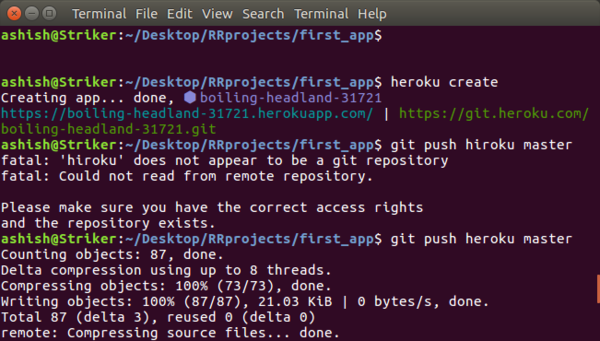 Terminal File Edit View Search Terminal Help
ashish@Striker:~/Desktop/RRprojects/first_app$
ashish@Striker:~/Desktop/RRprojects/first_app$ heroku create
Creating app... done, ⬢ boiling-headland-31721
https://boiling-headland-31721.herokuapp.com/ | https://git.heroku.com/
boiling-headland-31721.git
ashish@Striker:~/Desktop/RRprojects/first_app$ git push hiroku master
fatal: 'hiroku' does not appear to be a git repository
fatal: Could not read from remote repository.
Please make sure you have the correct access rights
and the repository exists.
ashish@Striker:~/Desktop/RRprojects/first_app$ git push heroku master
Counting objects: 87, done.
Delta compression using up to 8 threads.
Compressing objects: 100% (73/73), done.
Writing objects: 100% (87/87), 21.03 KiB | 0 bytes/s, done.
Total 87 (delta 3), reused 0 (delta 0)
remote: Compressing source files... done.